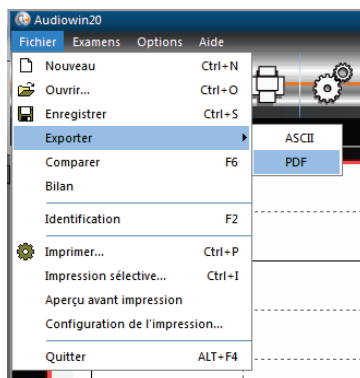 Audiowin20
Fichier Examens Options Aide
Nouveau Ctrl+N
Ouvrir... Ctrl+O
Enregistrer Ctrl+S
Exporter ASCII
Comparer F6 PDF
Bilan
Identification F2
Imprimer... Ctrl+P
Impression sélective... Ctrl+I
Aperçu avant impression
Configuration de l'impression...
Quitter ALT+F4